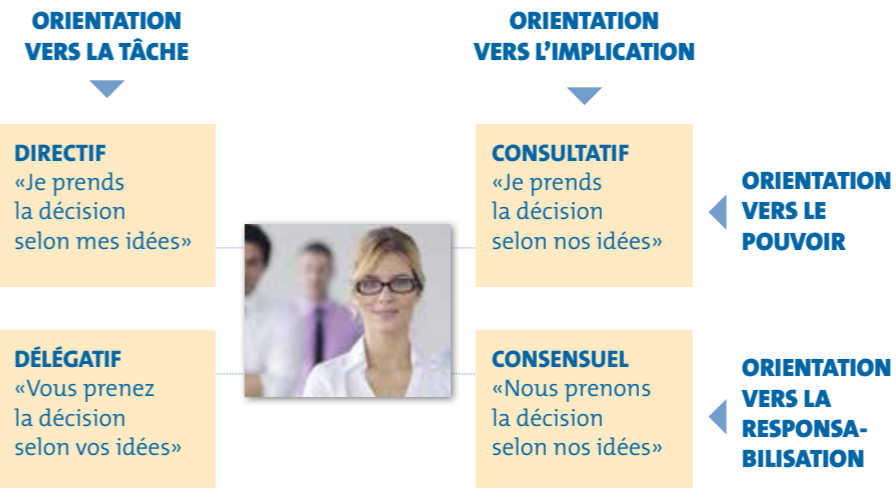 ORIENTATION
VERS LA TÂCHE
ORIENTATION
VERS L’IMPLICATION
DIRECTIF
«Je prends
la décision
selon mes idées»
CONSULTATIF
«Je prends
la décision
selon nos idées»
ORIENTATION
VERS LE
POUVOIR
DÉLÉGATIF
«Vous prenez
la décision
selon vos idées»
CONSENSUEL
«Nous prenons
la décision
selon nos idées»
ORIENTATION
VERS LA
RESPONSA-
BILISATION